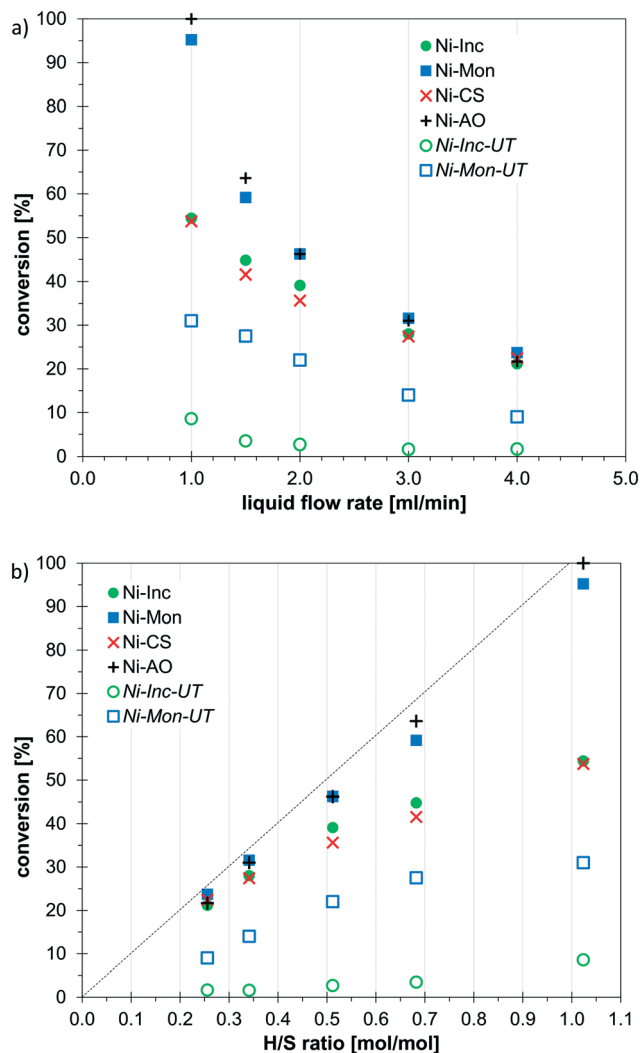 a)
100
90
80
70
60
50
40
30
20
10
0
conversion [%]
Ni-Inc
Ni-Mon
Ni-CS
Ni-AO
Ni-Inc-UT
Ni-Mon-UT
0.0 1.0 2.0 3.0 4.0 5.0
liquid flow rate [ml/min]
b)
100
90
80
70
60
50
40
30
20
10
0
conversion [%]
Ni-Inc
Ni-Mon
Ni-CS
Ni-AO
Ni-Inc-UT
Ni-Mon-UT
0.0 0.1 0.2 0.3 0.4 0.5 0.6 0.7 0.8 0.9 1.0 1.1
H/S ratio [mol/mol]